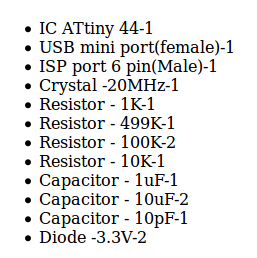 • IC ATtiny 44-1
• USB mini port(female)-1
• ISP port 6 pin(Male)-1
• Crystal -20MHz-1
• Resistor - 1K-1
• Resistor - 499K-1
• Resistor - 100K-2
• Resistor - 10K-1
• Capacitor - 1uF-1
• Capacitor - 10uF-2
• Capacitor - 10pF-1
• Diode -3.3V-2